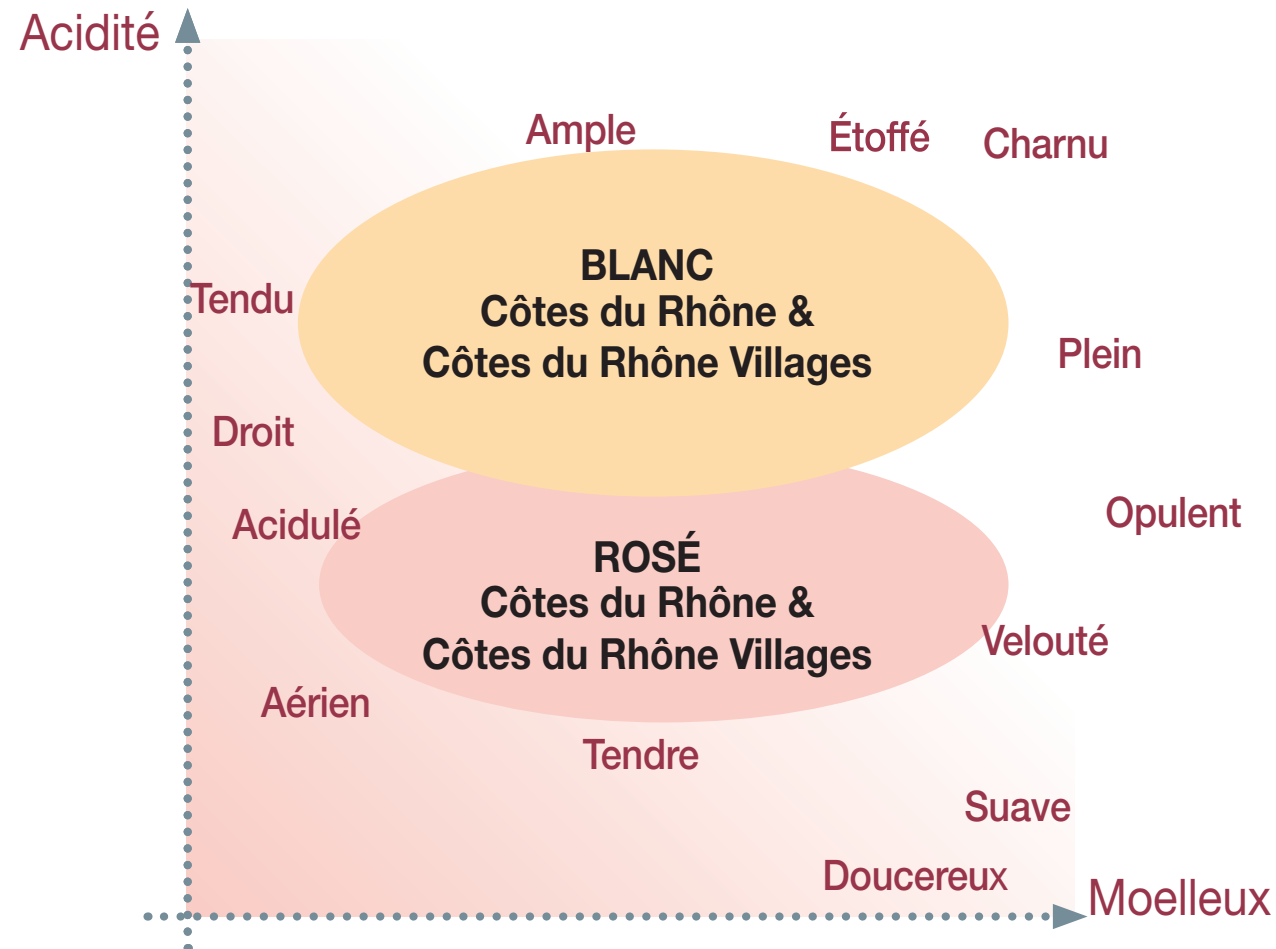 Acidité
Ample
Étoffé
Charnu
BLANC
Côtes du Rhône &
Côtes du Rhône Villages
Tendu
Plein
Droit
Acidulé
Opulent
ROSÉ
Côtes du Rhône &
Côtes du Rhône Villages
Velouté
Aérien
Tendre
Suave
Doucereux
Moelleux